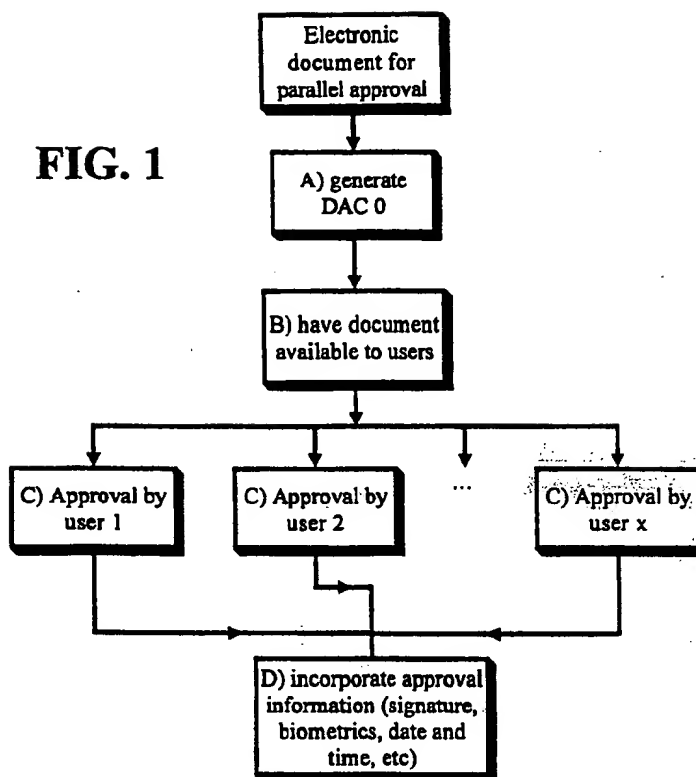 Electronic
document for
parallel approval
FIG. 1
A) generate
DAC 0
B) have document
available to users
C) Approval by
user 1
C) Approval by
user 2
...
C) Approval by
user x
D) incorporate approval
information (signature,
biometrics, date and
time, etc)